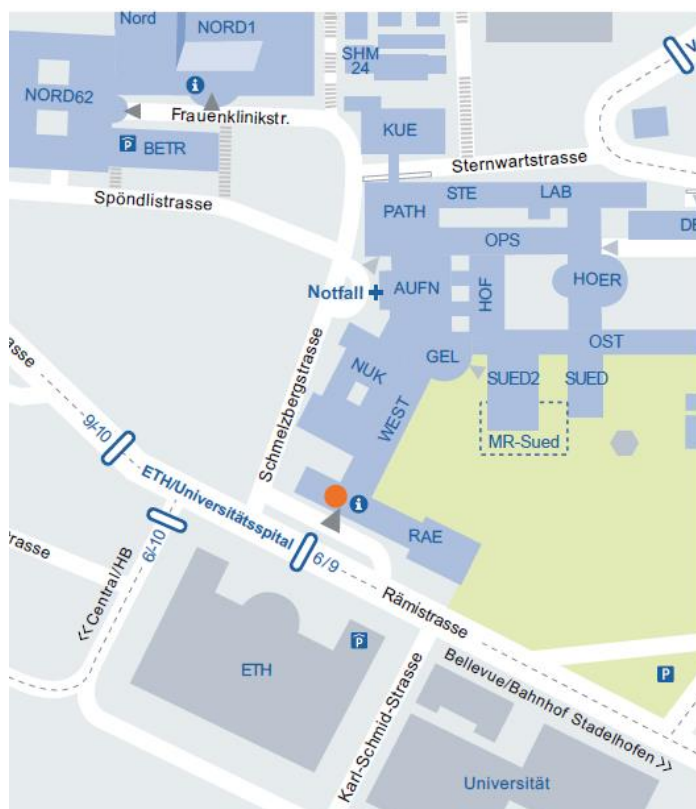 Nord
NORD1
SHM
24
NORD62
i
Frauenklinikstr.
KUE
P
BETR
Sternwartstrasse
STE
LAB
Spöndlistrasse
PATH
OPS
Notfall
AUFN
HOF
HOER
GEL
OST
NUK
SUED2
SUED
WEST
MR-Sued
Schmelzbergstrasse
9/10
ETH/Universitätsspital
i
RAE
6/10
6/9
<<Central/HB
Rämistrasse
P
ETH
Karl-Schmid-Strasse
Bellevue/Bahnhof Stadelhofen >>
P
Universität